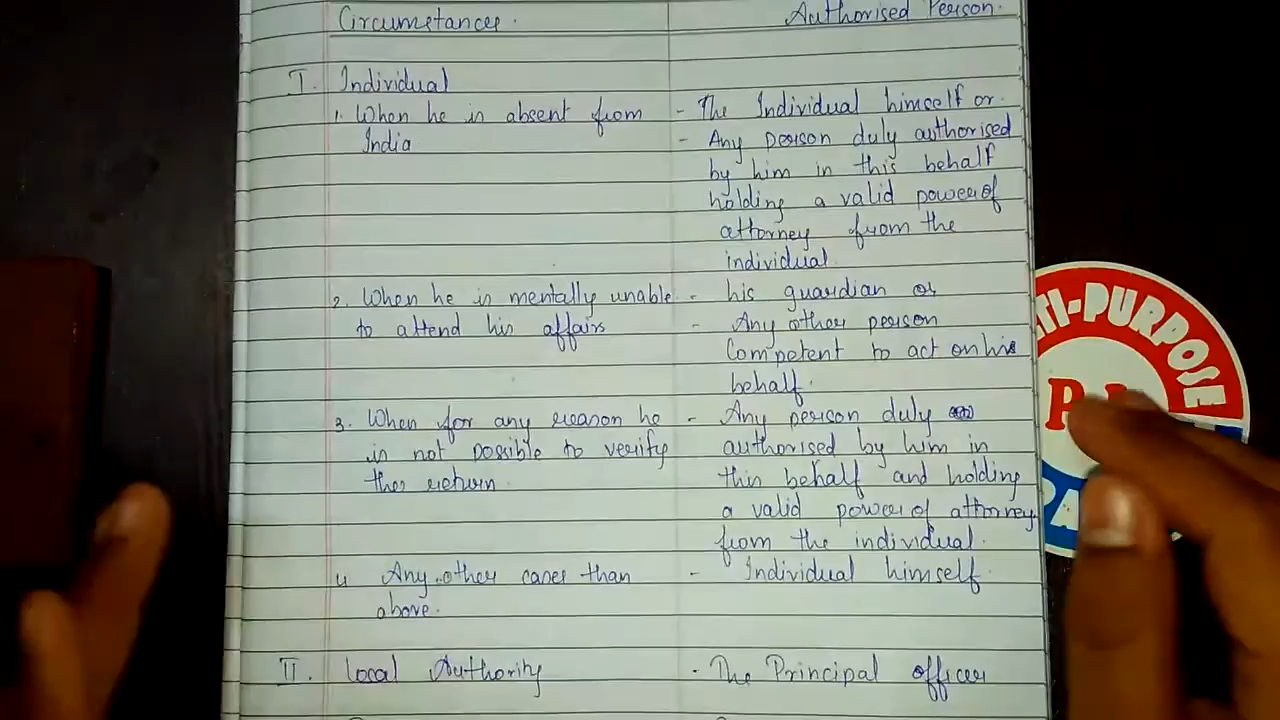 Circumstances. Authorised Person.
I. Individual
1. When he is absent from - The Individual himself or.
India - Any person duly authorised
by him in this behalf
holding a valid power of
attorney from the
individual.
2. When he is mentally unable - his guardian or
to attend his affairs - Any other person
Competent to act on his
behalf.
3. When for any reason he - Any person duly
is not possible to verify authorised by him in
the return. this behalf and holding
a valid power of attorney
from the individual.
4 Any other cases than - Individual himself.
above.
II. Local Authority - The Principal officer
TI-PURPOSE
P
PA